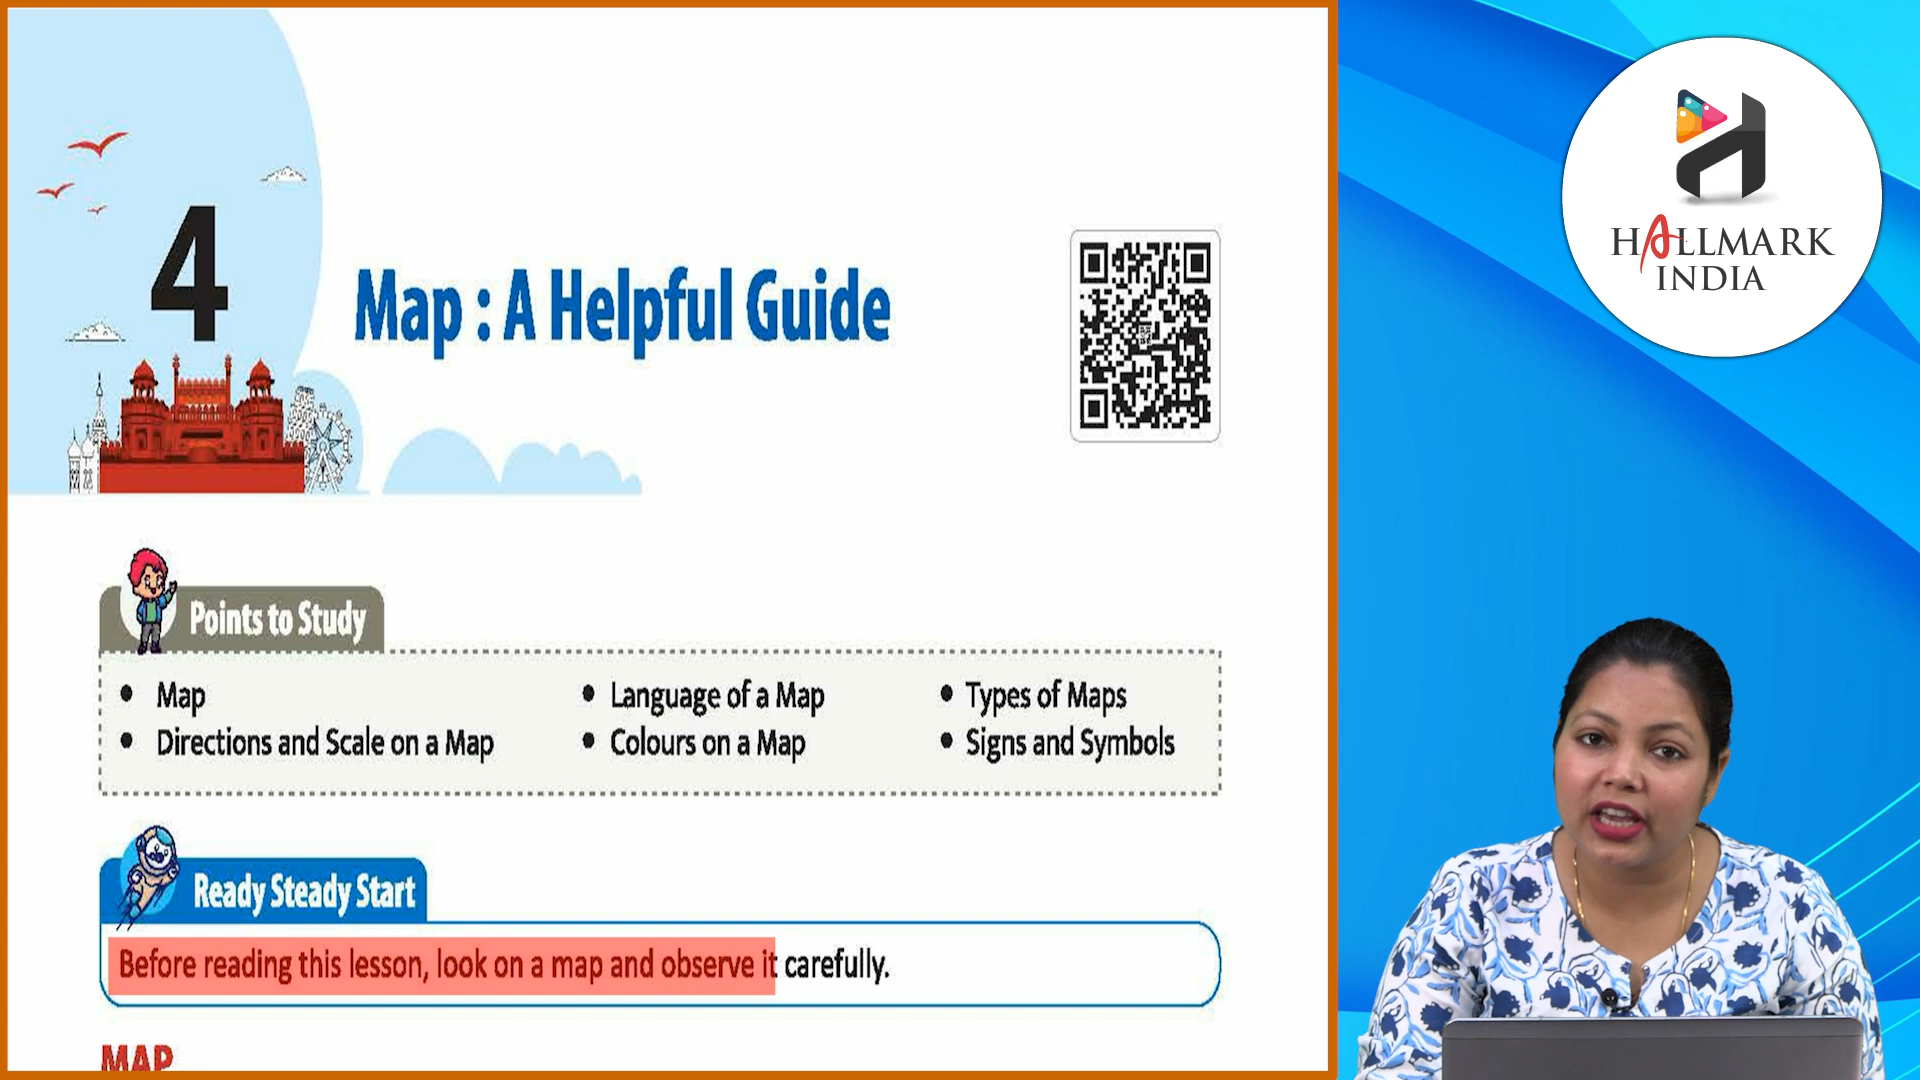 4
Map : A Helpful Guide
Points to Study
• Map
• Language of a Map
• Types of Maps
• Directions and Scale on a Map
• Colours on a Map
• Signs and Symbols
Ready Steady Start
Before reading this lesson, look on a map and observe it carefully.
MAP
HALLMARK
INDIA